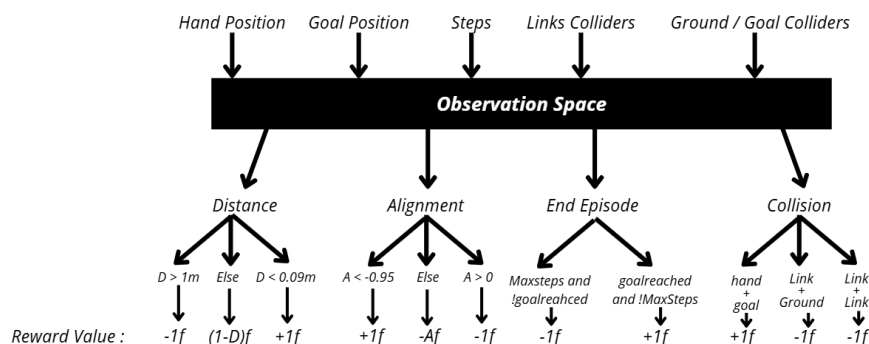 Hand Position Goal Position Steps Links Colliders Ground / Goal Colliders
Observation Space
Distance Alignment End Episode Collision
D > 1m Else D < 0.09m A < -0.95 Else A > 0 Maxsteps and !goalreahced goalreached and !MaxSteps hand + goal Link + Ground Link + Link
Reward Value : -1f (1-D)f +1f +1f -Af -1f -1f +1f +1f -1f -1f